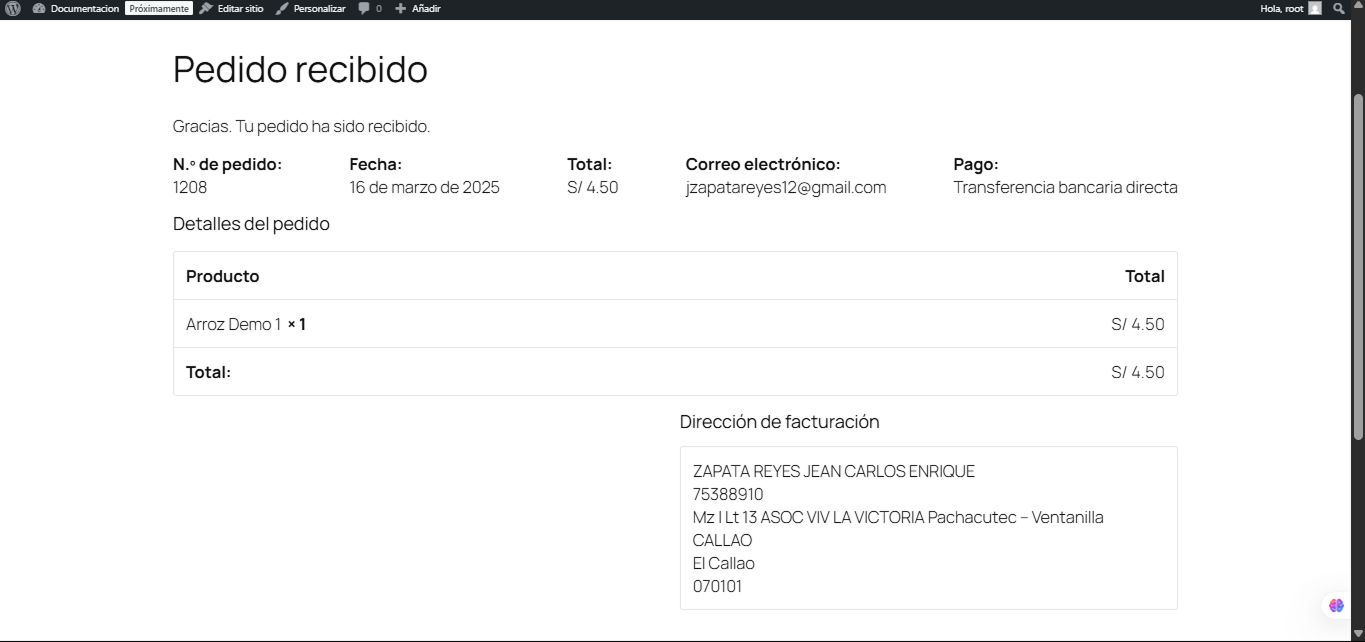 Documentacion Próximamente Editar sitio Personalizar 0 Añadir Hola, root
Pedido recibido
Gracias. Tu pedido ha sido recibido.
N.º de pedido: Fecha: Total: Correo electrónico: Pago:
1208 16 de marzo de 2025 S/ 4.50 jzapatareyes12@gmail.com Transferencia bancaria directa
Detalles del pedido
Producto Total
Arroz Demo 1 × 1 S/ 4.50
Total: S/ 4.50
Dirección de facturación
ZAPATA REYES JEAN CARLOS ENRIQUE
75388910
Mz I Lt 13 ASOC VIV LA VICTORIA Pachacutec – Ventanilla
CALLAO
El Callao
070101